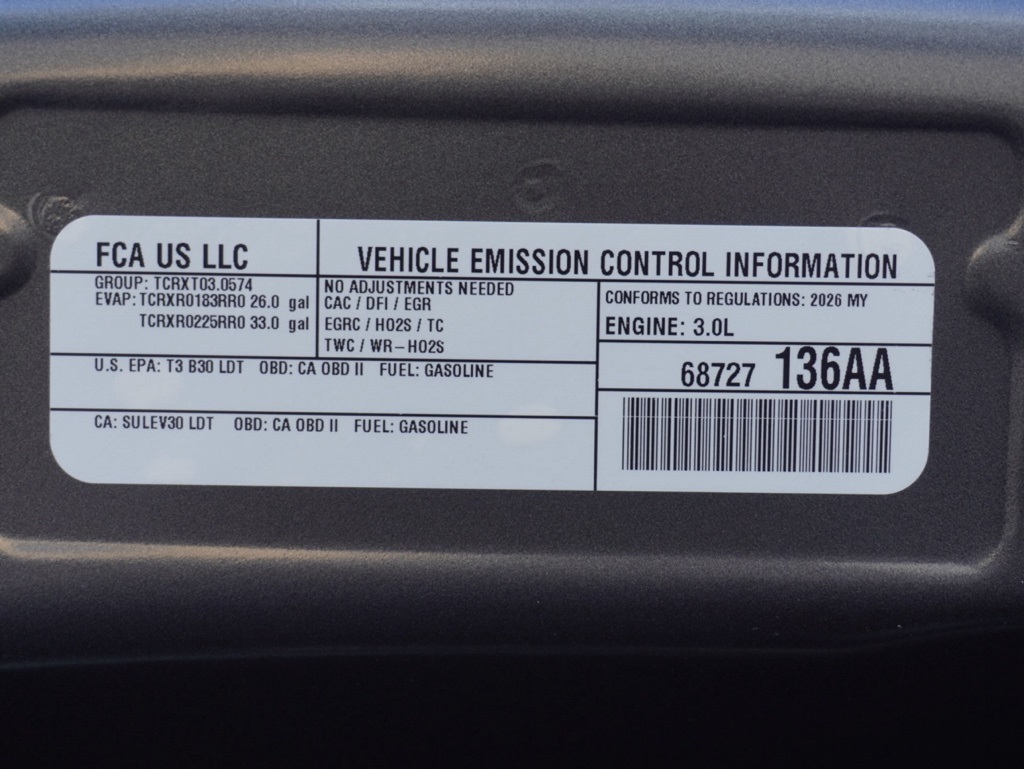 FCA US LLC
VEHICLE EMISSION CONTROL INFORMATION
GROUP: TCRXT03.0574
EVAP: TCRXR0183RR0 26.0 gal
TCRXR0225RR0 33.0 gal
NO ADJUSTMENTS NEEDED
CAC / DFI / EGR
EGRC / HO2S / TC
TWC / WR-HO2S
CONFORMS TO REGULATIONS: 2026 MY
ENGINE: 3.0L
68727 136AA
U.S. EPA: T3 B30 LDT OBD: CA OBD II FUEL: GASOLINE
CA: SULEV30 LDT OBD: CA OBD II FUEL: GASOLINE